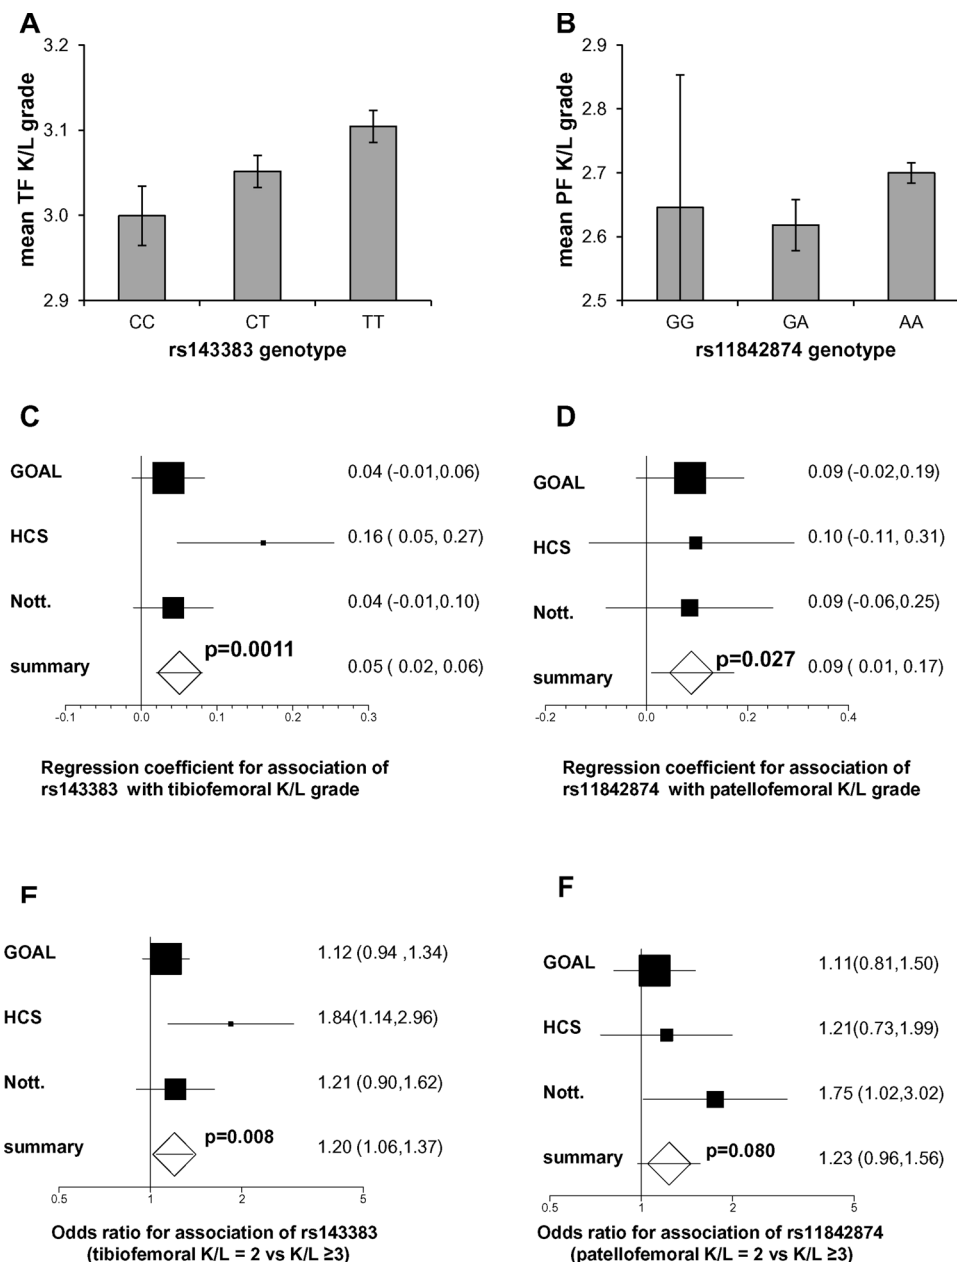 A
3.2
3.1
3.0
2.9
mean TF K/L grade
CC CT TT
rs143383 genotype
B
2.9
2.8
2.7
2.6
2.5
mean PF K/L grade
GG GA AA
rs11842874 genotype
C
GOAL 0.04 (-0.01,0.06)
HCS 0.16 ( 0.05, 0.27)
Nott. 0.04 (-0.01,0.10)
p=0.0011
summary 0.05 ( 0.02, 0.06)
-0.1 0.0 0.1 0.2 0.3
Regression coefficient for association of
rs143383 with tibiofemoral K/L grade
D
GOAL 0.09 (-0.02,0.19)
HCS 0.10 (-0.11, 0.31)
Nott. 0.09 (-0.06,0.25)
p=0.027
summary 0.09 ( 0.01, 0.17)
-0.2 0.0 0.2 0.4
Regression coefficient for association of
rs11842874 with patellofemoral K/L grade
GOAL 1.12 (0.94 ,1.34)
HCS 1.84(1.14,2.96)
Nott. 1.21 (0.90,1.62)
p=0.008
summary 1.20 (1.06,1.37)
0.5 1 2 5
Odds ratio for association of rs143383
(tibiofemoral K/L = 2 vs K/L ≥3)
F
GOAL 1.11(0.81,1.50)
HCS 1.21(0.73,1.99)
Nott. 1.75 (1.02,3.02)
p=0.080
summary 1.23 (0.96,1.56)
0.5 1 2 5
Odds ratio for association of rs11842874
(patellofemoral K/L = 2 vs K/L ≥3)